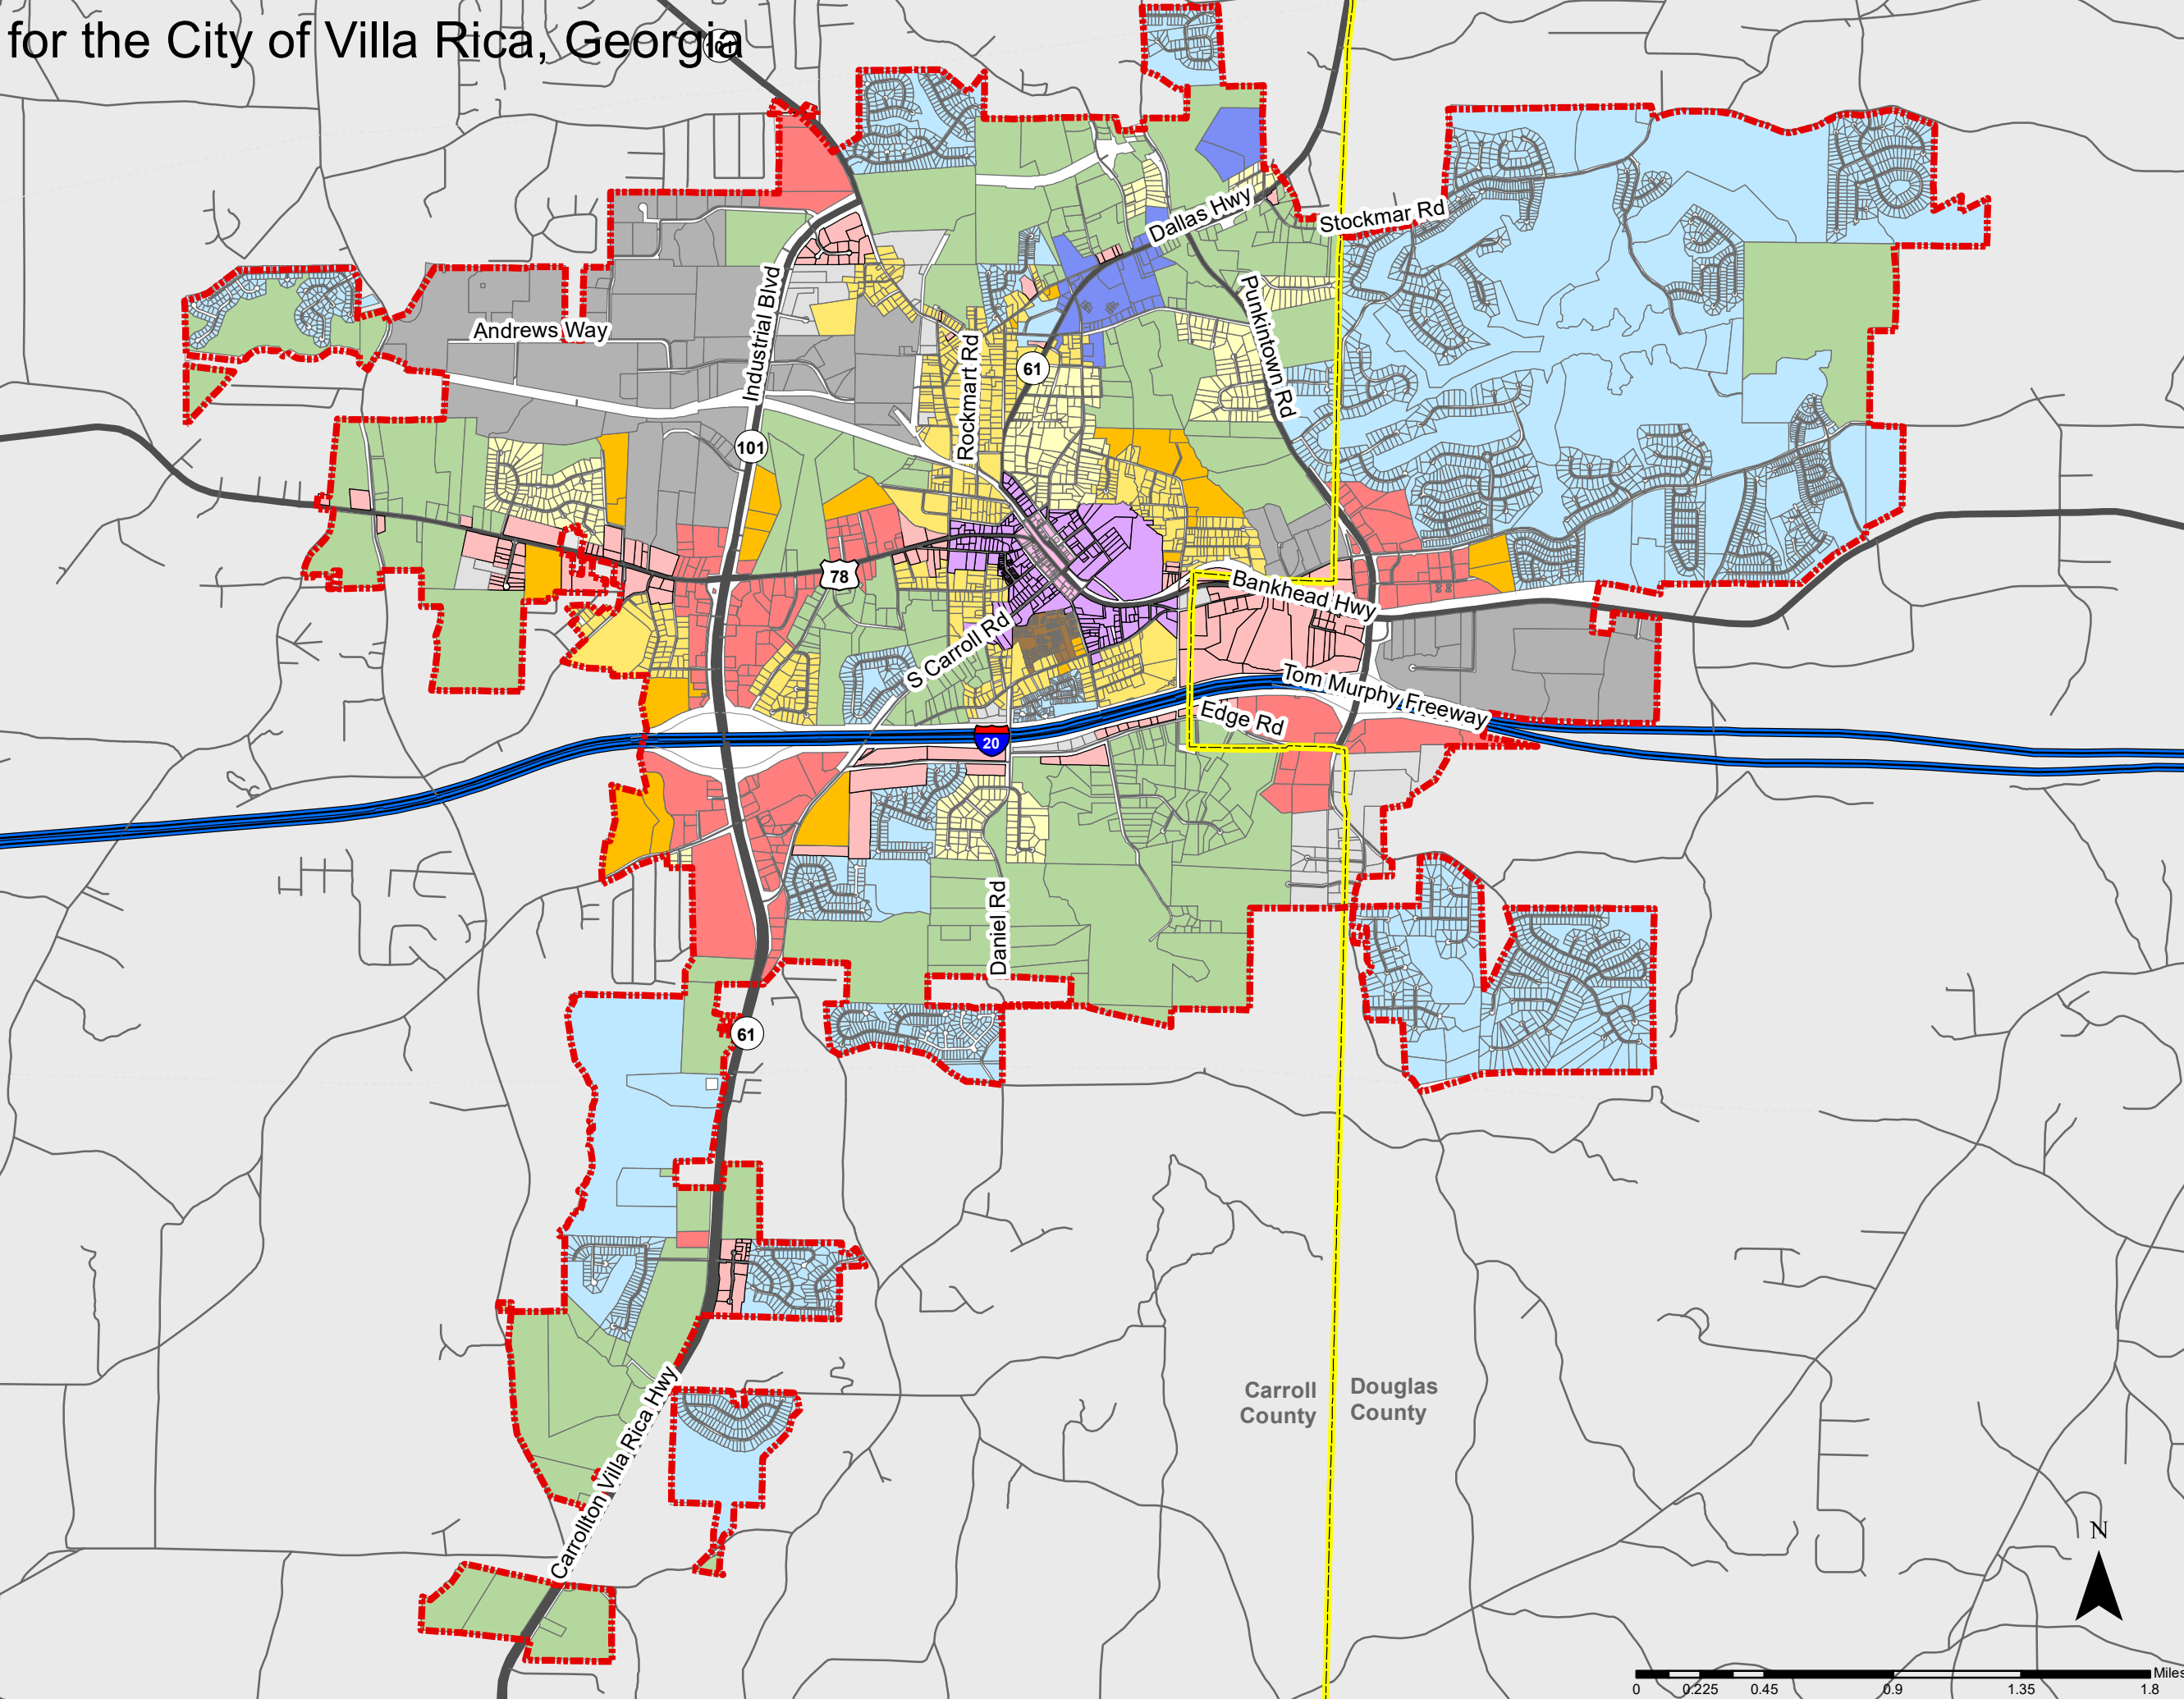 for the City of Villa Rica, Georgia
101
Stockmar Rd
Dallas Hwy
Punkintown Rd
Industrial Blvd
Andrews Way
Rockmart Rd
61
101
78
Bankhead Hwy
S Carroll Rd
Tom Murphy Freeway
Edge Rd
20
Daniel Rd
61
Carroll
County
Douglas
County
Carrollton Villa Rica Hwy
N
Miles
0 0.225 0.45 0.9 1.35 1.8